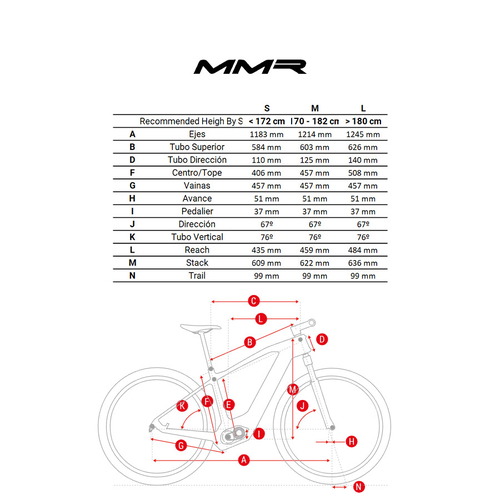 MMR
S M L
Recommended Heigh By S < 172 cm 170 - 182 cm > 180 cm
A Ejes 1183 mm 1214 mm 1245 mm
B Tubo Superior 584 mm 603 mm 626 mm
D Tubo Dirección 110 mm 125 mm 140 mm
F Centro/Tope 406 mm 457 mm 508 mm
G Vainas 457 mm 457 mm 457 mm
H Avance 51 mm 51 mm 51 mm
I Pedalier 37 mm 37 mm 37 mm
J Dirección 67º 67º 67º
K Tubo Vertical 76º 76º 76º
L Reach 435 mm 459 mm 484 mm
M Stack 609 mm 622 mm 636 mm
N Trail 99 mm 99 mm 99 mm
C
L
B D
M
F E
K J
I
H
G
A
N